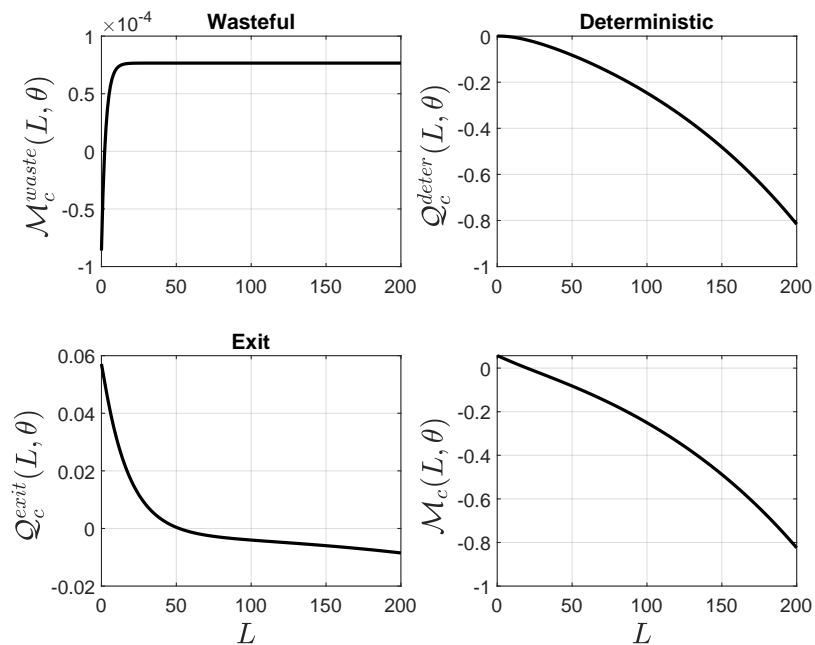 Wasteful
×10⁻⁴
1
0.5
0
-0.5
-1
0 50 100 150 200
ℳ_c^{waste}(L, θ)
Deterministic
0
-0.2
-0.4
-0.6
-0.8
-1
0 50 100 150 200
𝒬_c^{deter}(L, θ)
Exit
0.06
0.04
0.02
0
-0.02
0 50 100 150 200
𝒬_c^{exit}(L, θ)
L
0
-0.2
-0.4
-0.6
-0.8
-1
0 50 100 150 200
ℳ_c(L, θ)
L